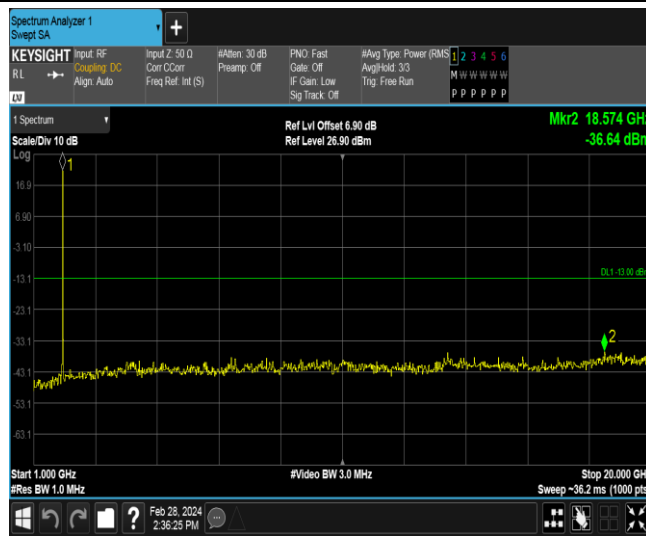 Spectrum Analyzer 1
Swept SA
+
KEYSIGHT Input: RF Input Z: 50 Ω #Atten: 30 dB PNO: Fast #Avg Type: Power (RMS 1 2 3 4 5 6
RL Coupling: DC Corr CCorr Preamp: Off Gate: Off Avg|Hold: 3/3 M W W W W W
Align: Auto Freq Ref: Int (S) IF Gain: Low Trig: Free Run
LXI Sig Track: Off P P P P P P
1 Spectrum Ref Lvl Offset 6.90 dB Mkr2 18.574 GHz
Scale/Div 10 dB Ref Level 26.90 dBm -36.64 dBm
Log
1
16.9
6.90
-3.10
-13.1 DL1 -13.00 dBm
-23.1
-33.1 2
-43.1
-53.1
-63.1
Start 1.000 GHz #Video BW 3.0 MHz Stop 20.000 GH
#Res BW 1.0 MHz Sweep ~36.2 ms (1000 pts
? Feb 28, 2024
2:36:25 PM